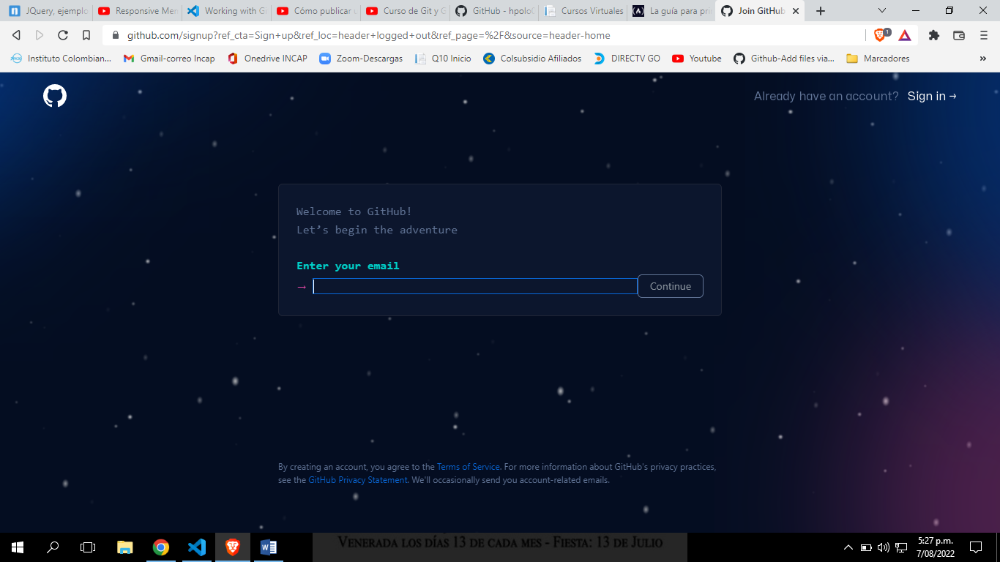 JQuery, ejemplo
Responsive Men
Working with Gi
Cómo publicar u
Curso de Git y G
GitHub - hpolo
Cursos Virtuales
La guía para prin
Join GitHub
github.com/signup?ref_cta=Sign+up&ref_loc=header+logged+out&ref_page=%2F&source=header-home
1
Instituto Colombian...
Gmail-correo Incap
Onedrive INCAP
Zoom-Descargas
Q10 Inicio
Colsubsidio Afiliados
DIRECTV GO
Youtube
Github-Add files via...
Marcadores
»
Already have an account? Sign in →
Welcome to GitHub!
Let’s begin the adventure
Enter your email
→
Continue
By creating an account, you agree to the Terms of Service. For more information about GitHub's privacy practices,
see the GitHub Privacy Statement. We'll occasionally send you account-related emails.
Venerada los días 13 de cada mes - Fiesta: 13 de Julio
5:27 p.m.
7/08/2022